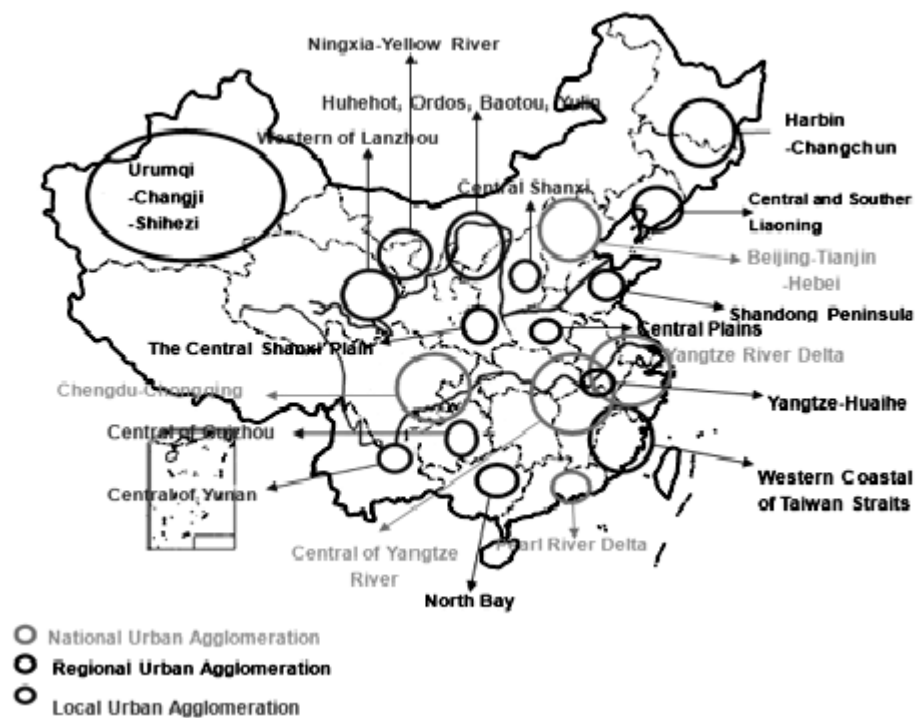 Ningxia-Yellow River
Huhehot, Ordos, Baotou, Yulin
Western of Lanzhou
Harbin
-Changchun
Urumqi
-Changji
-Shihezi
Central Shanxi
Central and Souther
Liaoning
Beijing-Tianjin
-Hebei
Shandong Peninsula
Central Plains
The Central Shanxi Plain
Yangtze River Delta
Chengdu-Chongqing
Yangtze-Huaihe
Central of Guizhou
Western Coastal
of Taiwan Straits
Central of Yunan
Central of Yangtze
River
Pearl River Delta
North Bay
National Urban Agglomeration
Regional Urban Agglomeration
Local Urban Agglomeration